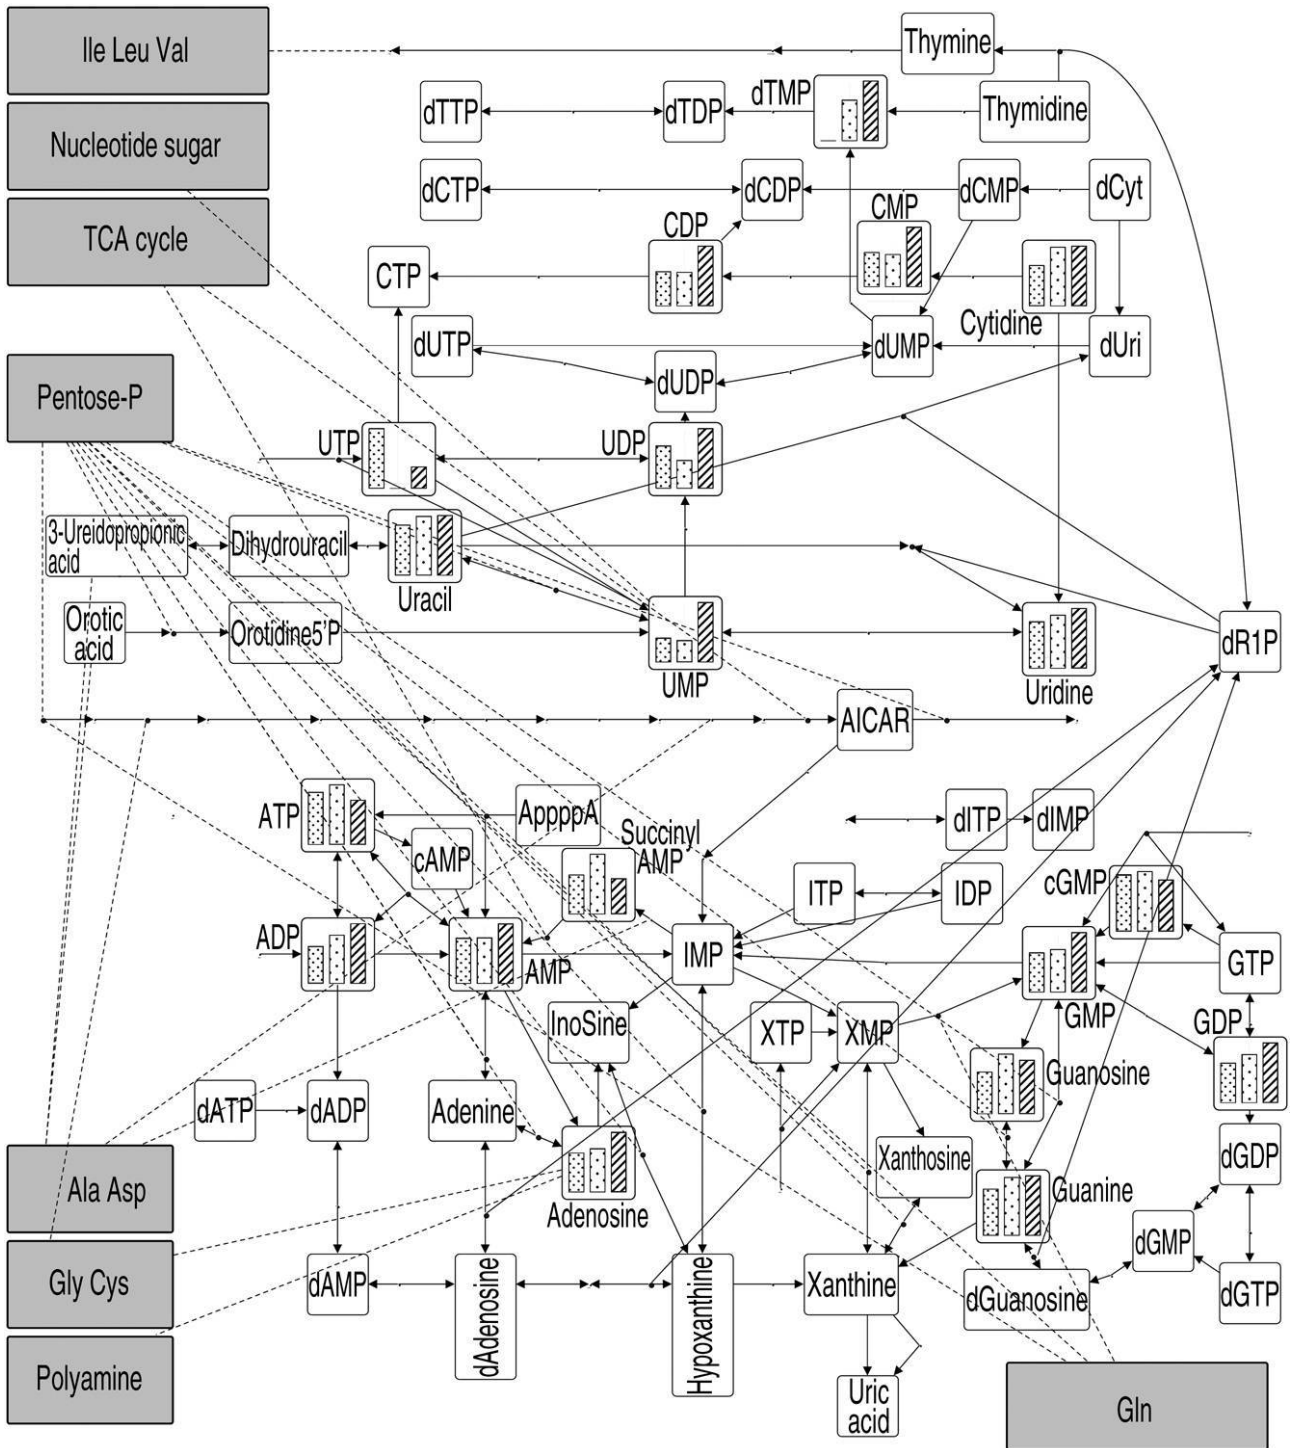 Ile Leu Val
Thymine
Nucleotide sugar
dTTP
dTDP
dTMP
Thymidine
TCA cycle
dCTP
dCDP
dCMP
dCyt
CDP
CMP
CTP
Cytidine
dUTP
dUMP
dUri
dUDP
Pentose-P
UTP
UDP
3-Ureidopropionic
acid
Dihydrouracil
Uracil
Orotic
acid
Orotidine5'P
UMP
Uridine
dR1P
AICAR
ATP
AppppA
cAMP
Succinyl
AMP
dITP
dIMP
ITP
IDP
cGMP
ADP
AMP
IMP
GTP
GMP
InoSine
XTP
XMP
GDP
Guanosine
dATP
dADP
Adenine
Adenosine
Xanthosine
Guanine
dGDP
Ala Asp
Gly Cys
dGMP
dAMP
dAdenosine
Hypoxanthine
Xanthine
dGuanosine
dGTP
Polyamine
Uric
acid
Gln